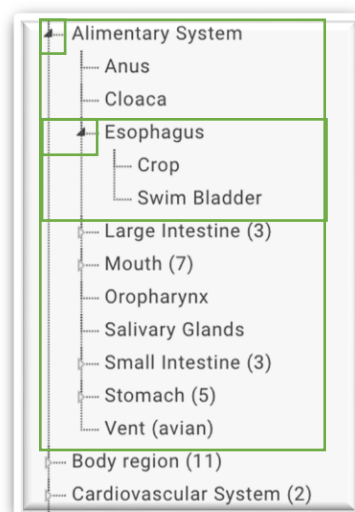 Alimentary System
Anus
Cloaca
Esophagus
Crop
Swim Bladder
Large Intestine (3)
Mouth (7)
Oropharynx
Salivary Glands
Small Intestine (3)
Stomach (5)
Vent (avian)
Body region (11)
Cardiovascular System (2)